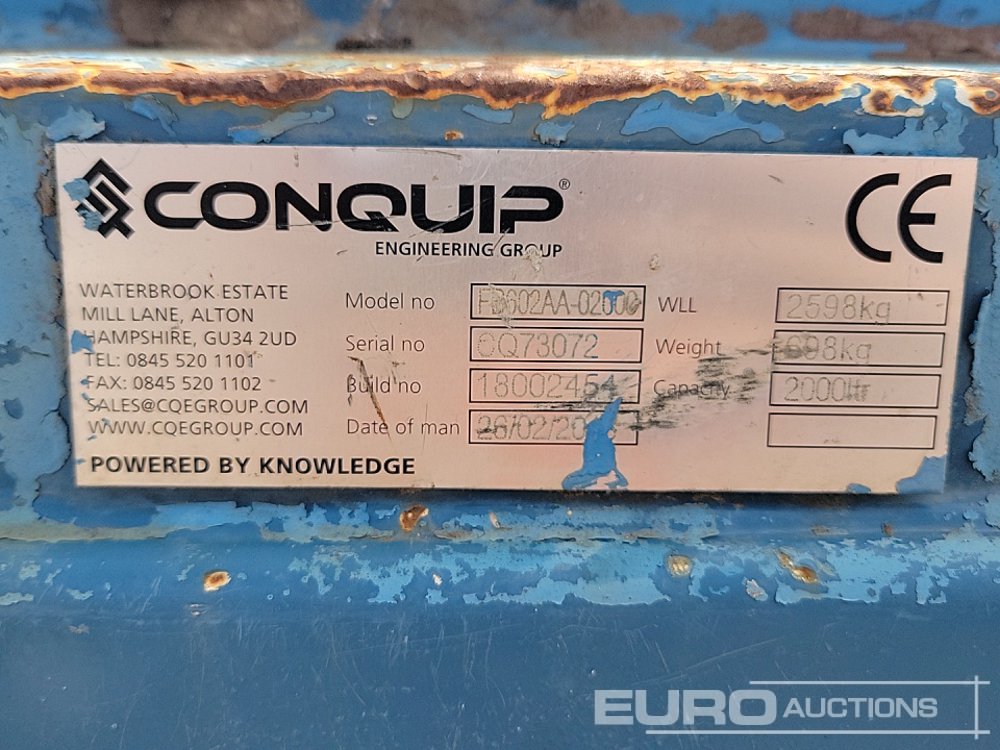 CONQUIP®
ENGINEERING GROUP
CE
WATERBROOK ESTATE
MILL LANE, ALTON
HAMPSHIRE, GU34 2UD
TEL: 0845 520 1101
FAX: 0845 520 1102
SALES@CQEGROUP.COM
WWW.CQEGROUP.COM
POWERED BY KNOWLEDGE
Model no
Serial no CQ73072
Build no 18002454
Date of man
WLL 2598kg
Weight 698kg
Capacity 2000ltr
EURO AUCTIONS